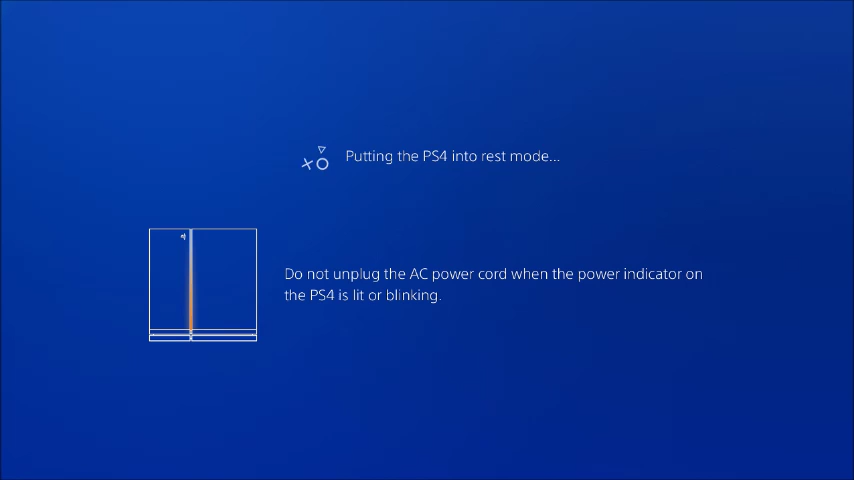 Putting the PS4 into rest mode...
Do not unplug the AC power cord when the power indicator on
the PS4 is lit or blinking.